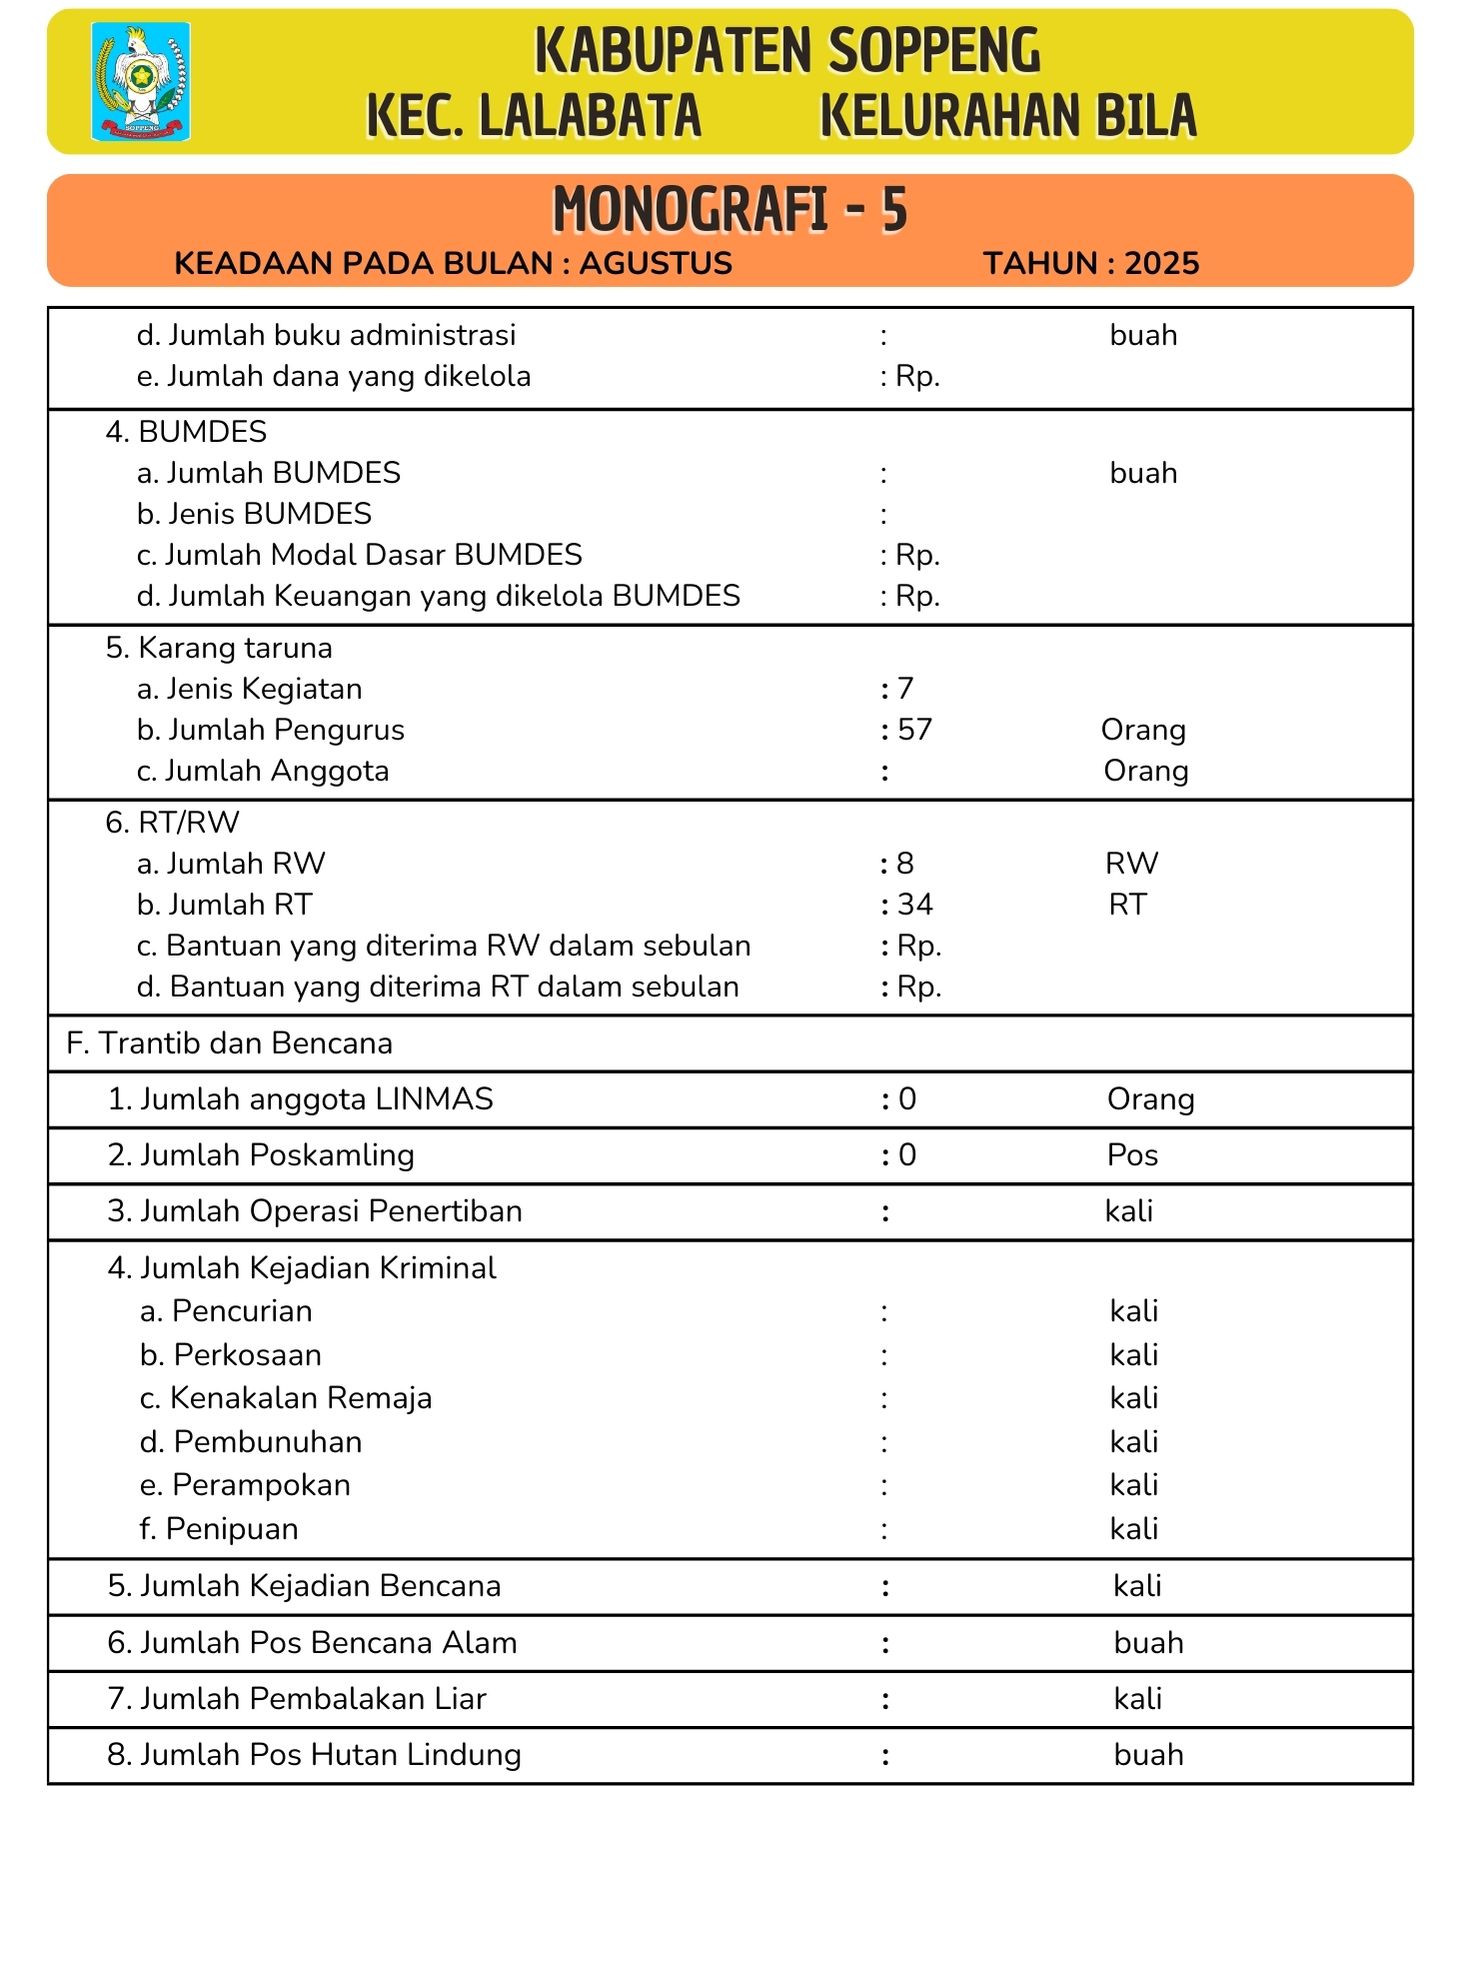 KABUPATEN SOPPENG
KEC. LALABATA KELURAHAN BILA
SOPPENG
MONOGRAFI - 5
KEADAAN PADA BULAN : AGUSTUS TAHUN : 2025
d. Jumlah buku administrasi : buah
e. Jumlah dana yang dikelola : Rp.
4. BUMDES
a. Jumlah BUMDES : buah
b. Jenis BUMDES :
c. Jumlah Modal Dasar BUMDES : Rp.
d. Jumlah Keuangan yang dikelola BUMDES : Rp.
5. Karang taruna
a. Jenis Kegiatan : 7
b. Jumlah Pengurus : 57 Orang
c. Jumlah Anggota : Orang
6. RT/RW
a. Jumlah RW : 8 RW
b. Jumlah RT : 34 RT
c. Bantuan yang diterima RW dalam sebulan : Rp.
d. Bantuan yang diterima RT dalam sebulan : Rp.
F. Trantib dan Bencana
1. Jumlah anggota LINMAS : 0 Orang
2. Jumlah Poskamling : 0 Pos
3. Jumlah Operasi Penertiban : kali
4. Jumlah Kejadian Kriminal
a. Pencurian : kali
b. Perkosaan : kali
c. Kenakalan Remaja : kali
d. Pembunuhan : kali
e. Perampokan : kali
f. Penipuan : kali
5. Jumlah Kejadian Bencana : kali
6. Jumlah Pos Bencana Alam : buah
7. Jumlah Pembalakan Liar : kali
8. Jumlah Pos Hutan Lindung : buah